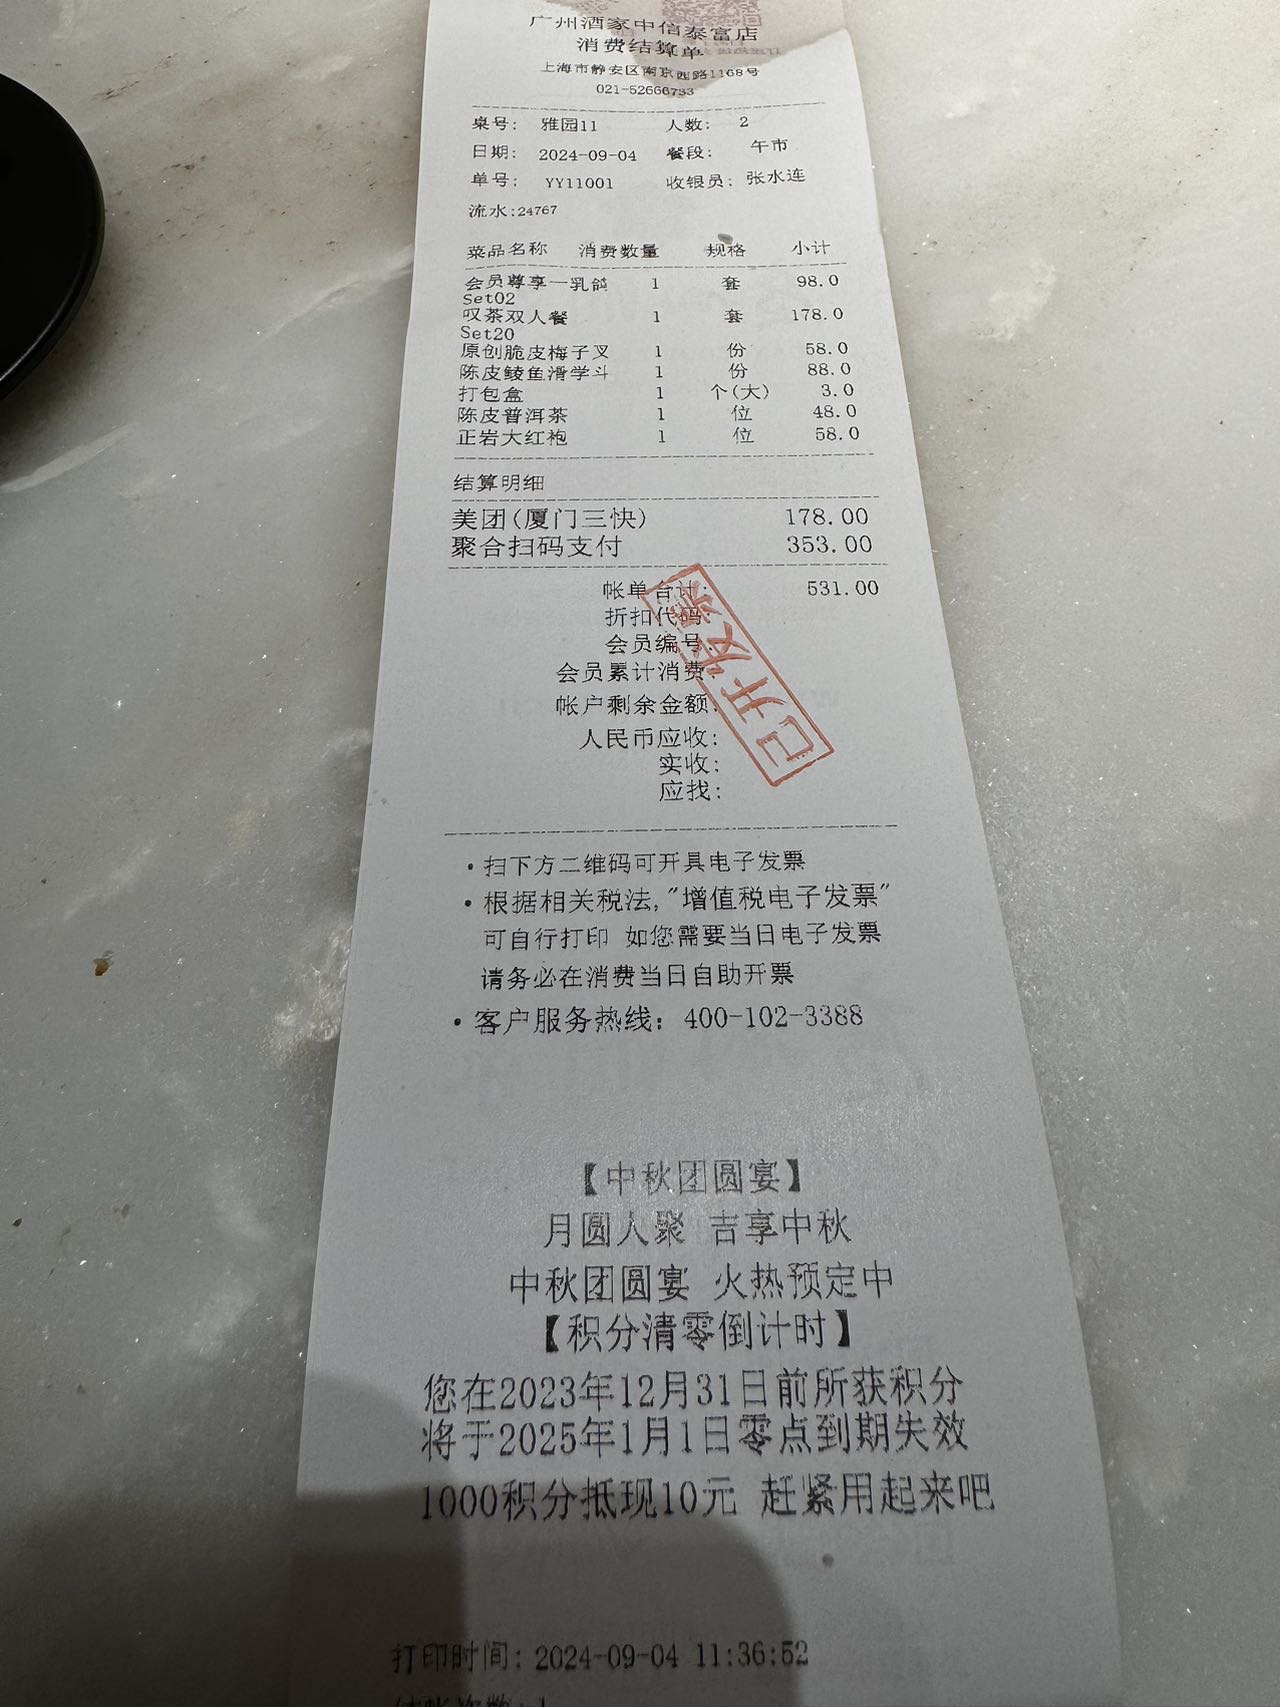 广州酒家中信泰富店
消费结算单
上海市静安区南京西路1168号
021-52666733
桌号: 雅园11 人数: 2
日期: 2024-09-04 餐段: 午市
单号: YY11001 收银员: 张水连
流水:24767
菜品名称 消费数量 规格 小计
会员尊享一乳鸽 1 套 98.0
Set02
叹茶双人餐 1 套 178.0
Set20
原创脆皮梅子叉 1 份 58.0
陈皮鲮鱼滑学斗 1 份 88.0
打包盒 1 个(大) 3.0
陈皮普洱茶 1 位 48.0
正岩大红袍 1 位 58.0
结算明细
美团(厦门三快) 178.00
聚合扫码支付 353.00
帐单合计: 531.00
折扣代码:
会员编号:
会员累计消费:
帐户剩余金额:
人民币应收:
实收:
应找:
已开发票
·扫下方二维码可开具电子发票
·根据相关税法,"增值税电子发票"
可自行打印 如您需要当日电子发票
请务必在消费当日自助开票
·客户服务热线: 400-102-3388
【中秋团圆宴】
月圆人聚 吉享中秋
中秋团圆宴 火热预定中
【积分清零倒计时】
您在2023年12月31日前所获积分
将于2025年1月1日零点到期失效
1000积分抵现10元 赶紧用起来吧
打印时间: 2024-09-04 11:36:52